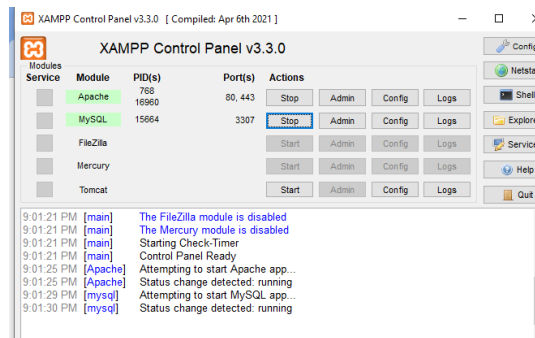 XAMPP Control Panel v3.3.0 [ Compiled: Apr 6th 2021 ]
XAMPP Control Panel v3.3.0
Config
Modules
Service Module PID(s) Port(s) Actions
Netsta
Apache 768 16960 80, 443 Stop Admin Config Logs
Shell
MySQL 15664 3307 Stop Admin Config Logs
Explore
FileZilla Start Admin Config Logs
Service
Mercury Start Admin Config Logs
Help
Tomcat Start Admin Config Logs
Quit
9:01:21 PM [main] The FileZilla module is disabled
9:01:21 PM [main] The Mercury module is disabled
9:01:21 PM [main] Starting Check-Timer
9:01:21 PM [main] Control Panel Ready
9:01:25 PM [Apache] Attempting to start Apache app...
9:01:25 PM [Apache] Status change detected: running
9:01:29 PM [mysql] Attempting to start MySQL app...
9:01:30 PM [mysql] Status change detected: running